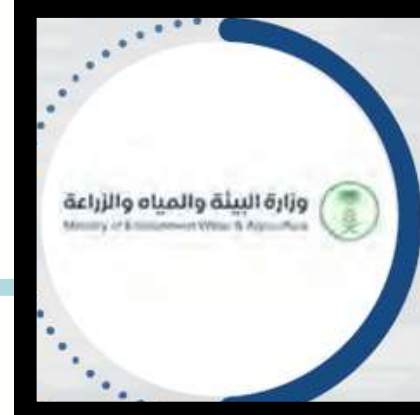 وزارة البيئة والمياه والزراعة
Ministry of Environment Water & Agriculture